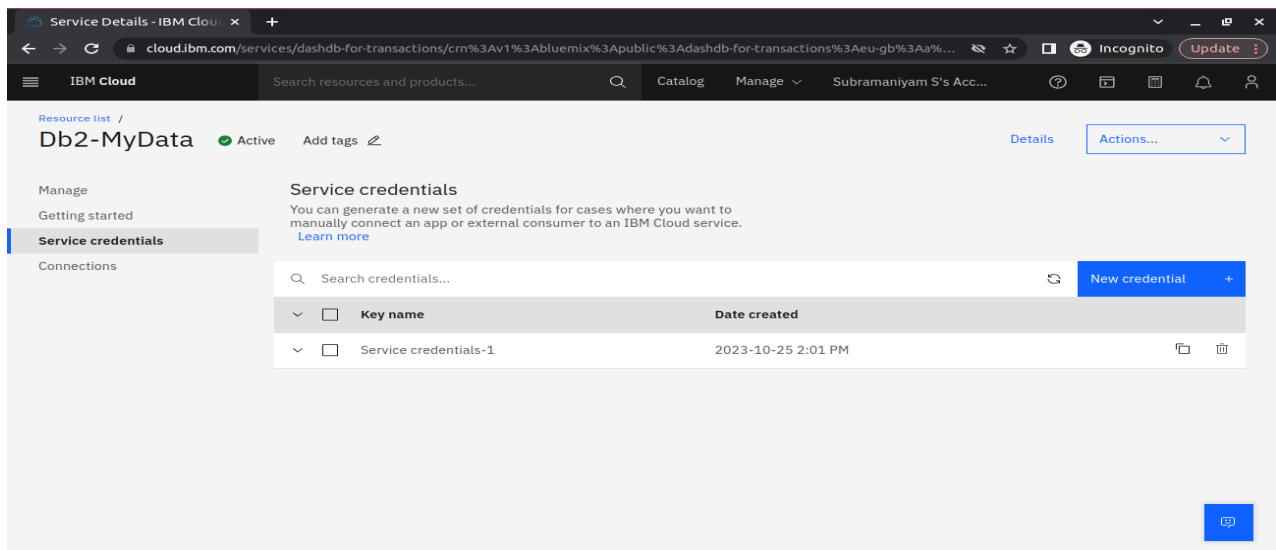 Service Details - IBM Clou
cloud.ibm.com/services/dashdb-for-transactions/crn%3Av1%3Abluemix%3Apublic%3Adashdb-for-transactions%3Aeu-gb%3Aa%...
Incognito
Update
IBM Cloud
Search resources and products...
Catalog
Manage
Subramaniyam S's Acc...
Resource list /
Db2-MyData
Active
Add tags
Details
Actions...
Manage
Getting started
Service credentials
Connections
Service credentials
You can generate a new set of credentials for cases where you want to
manually connect an app or external consumer to an IBM Cloud service.
Learn more
Search credentials...
New credential +
Key name
Date created
Service credentials-1
2023-10-25 2:01 PM